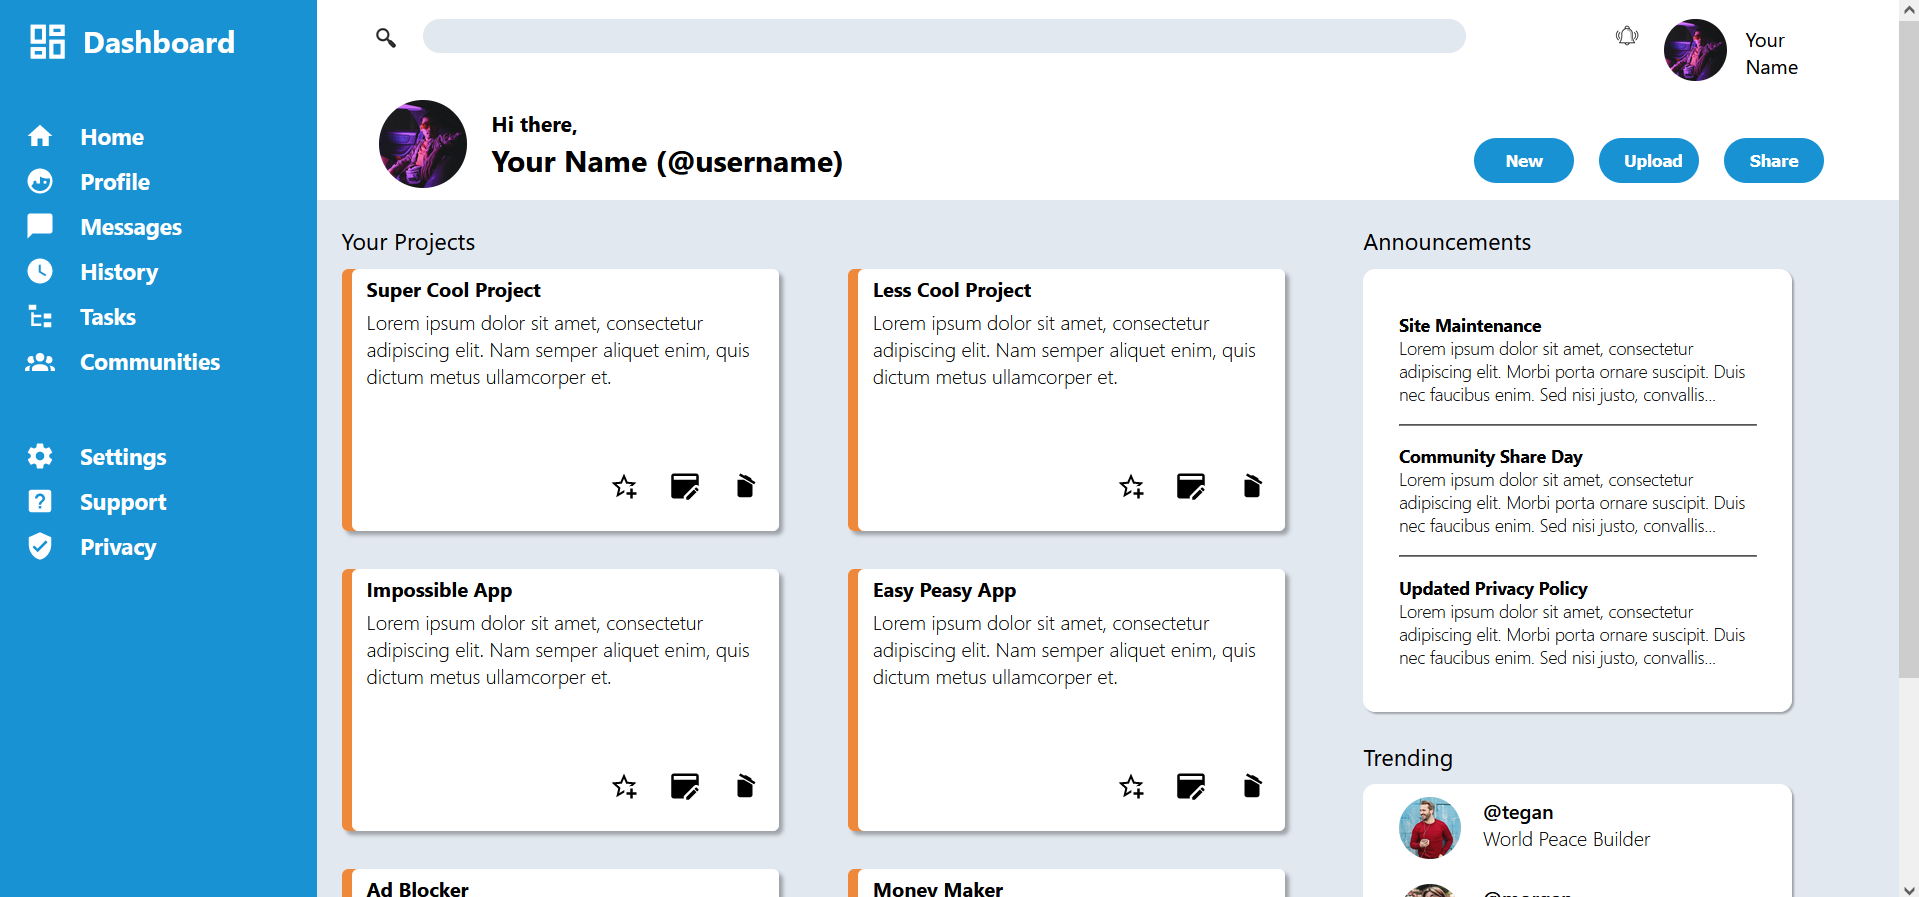 Dashboard
Home
Profile
Messages
History
Tasks
Communities
Settings
Support
Privacy
Your
Name
Hi there,
Your Name (@username)
New
Upload
Share
Your Projects
Super Cool Project
Lorem ipsum dolor sit amet, consectetur
adipiscing elit. Nam semper aliquet enim, quis
dictum metus ullamcorper et.
Less Cool Project
Lorem ipsum dolor sit amet, consectetur
adipiscing elit. Nam semper aliquet enim, quis
dictum metus ullamcorper et.
Impossible App
Lorem ipsum dolor sit amet, consectetur
adipiscing elit. Nam semper aliquet enim, quis
dictum metus ullamcorper et.
Easy Peasy App
Lorem ipsum dolor sit amet, consectetur
adipiscing elit. Nam semper aliquet enim, quis
dictum metus ullamcorper et.
Ad Blocker
Money Maker
Announcements
Site Maintenance
Lorem ipsum dolor sit amet, consectetur
adipiscing elit. Morbi porta ornare suscipit. Duis
nec faucibus enim. Sed nisi justo, convallis...
Community Share Day
Lorem ipsum dolor sit amet, consectetur
adipiscing elit. Morbi porta ornare suscipit. Duis
nec faucibus enim. Sed nisi justo, convallis...
Updated Privacy Policy
Lorem ipsum dolor sit amet, consectetur
adipiscing elit. Morbi porta ornare suscipit. Duis
nec faucibus enim. Sed nisi justo, convallis...
Trending
@tegan
World Peace Builder